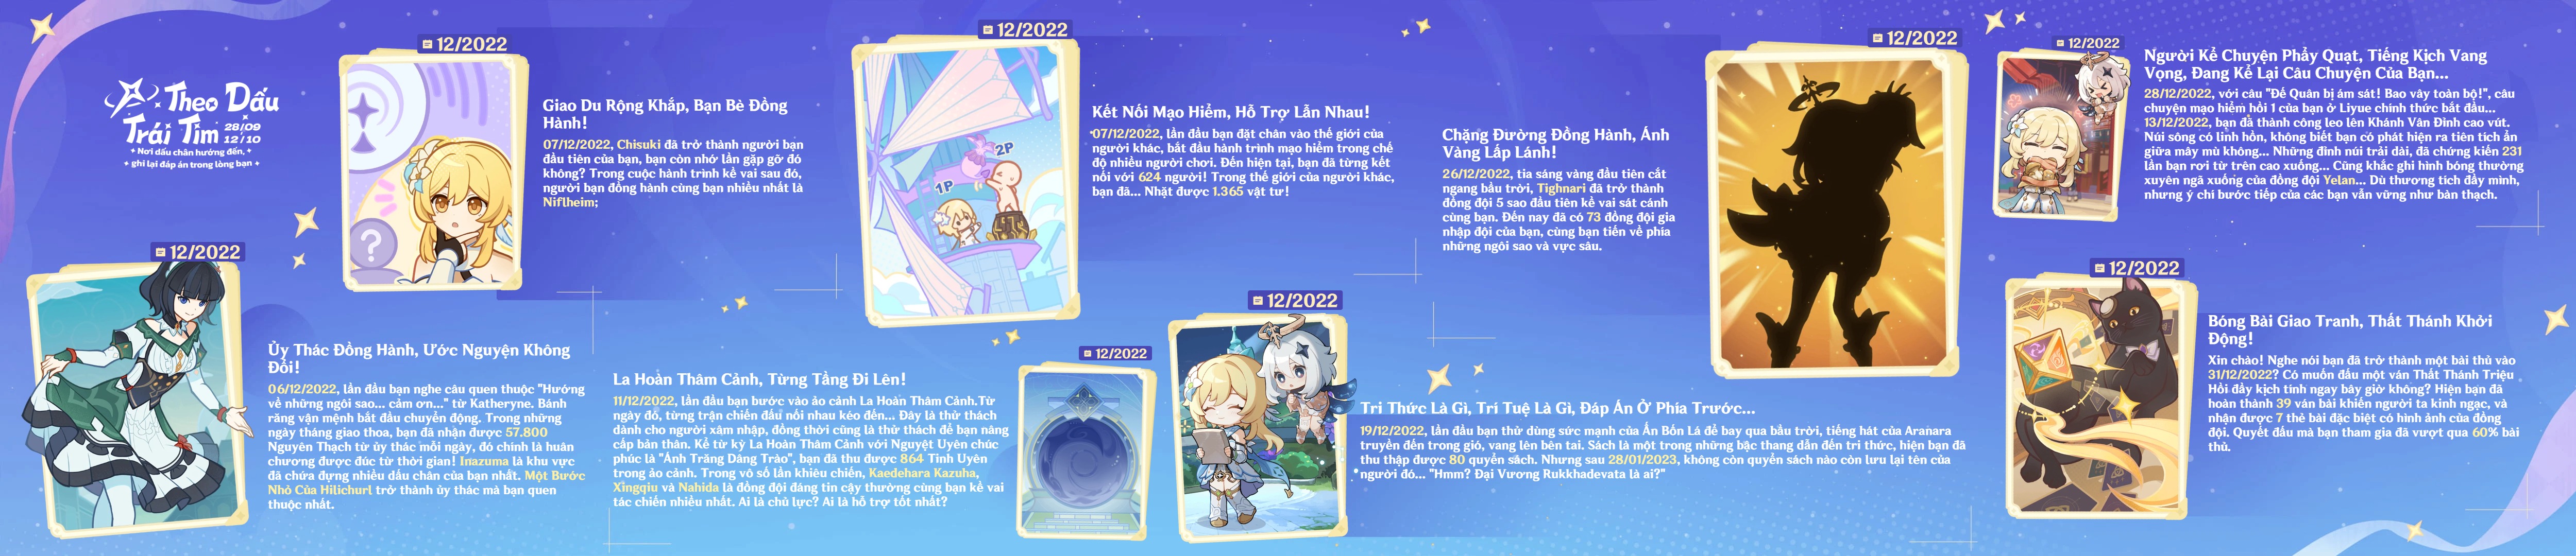 Theo Dấu
Trái Tim
28/09
12/10
Nơi dấu chân hướng đến,
ghi lại đáp án trong lòng bạn
12/2022
Ủy Thác Đồng Hành, Ước Nguyện Không
Đổi!
06/12/2022, lần đầu bạn nghe câu quen thuộc "Hướng
về những ngôi sao... cảm ơn..." từ Katheryne. Bánh
răng vận mệnh bắt đầu chuyển động. Trong những
ngày tháng giao thoa, bạn đã nhận được 57.800
Nguyên Thạch từ ủy thác mỗi ngày, đó chính là huân
chương được đúc từ thời gian! Inazuma là khu vực
đã chứa đựng nhiều dấu chân của bạn nhất. Một Bước
Nhỏ Của Hilichurl trở thành ủy thác mà bạn quen
thuộc nhất.
12/2022
Giao Du Rộng Khắp, Bạn Bè Đồng
Hành!
07/12/2022, Chisuki đã trở thành người bạn
đầu tiên của bạn, bạn còn nhớ lần gặp gỡ đó
không? Trong cuộc hành trình kề vai sau đó,
người bạn đồng hành cùng bạn nhiều nhất là
Niflheim;
?
12/2022
1P
2P
Kết Nối Mạo Hiểm, Hỗ Trợ Lẫn Nhau!
07/12/2022, lần đầu bạn đặt chân vào thế giới của
người khác, bắt đầu hành trình mạo hiểm trong chế
độ nhiều người chơi. Đến hiện tại, bạn đã từng kết
nối với 624 người! Trong thế giới của người khác,
bạn đã... Nhặt được 1.365 vật tư!
12/2022
La Hoàn Thâm Cảnh, Từng Tầng Đi Lên!
11/12/2022, lần đầu bạn bước vào ảo cảnh La Hoàn Thâm Cảnh.Từ
ngày đó, từng trận chiến đấu nối nhau kéo đến... Đây là thử thách
dành cho người xâm nhập, đồng thời cũng là thử thách để bạn nâng
cấp bản thân. Kể từ kỳ La Hoàn Thâm Cảnh với Nguyệt Uyên chúc
phúc là "Ánh Trăng Dâng Trào", bạn đã thu được 864 Tinh Uyên
trong ảo cảnh. Trong vô số lần khiêu chiến, Kaedehara Kazuha,
Xingqiu và Nahida là đồng đội đáng tin cậy thường cùng bạn kề vai
tác chiến nhiều nhất. Ai là chủ lực? Ai là hỗ trợ tốt nhất?
12/2022
Tri Thức Là Gì, Trí Tuệ Là Gì, Đáp Án Ở Phía Trước...
19/12/2022, lần đầu bạn thử dùng sức mạnh của Ấn Bốn Lá để bay qua bầu trời, tiếng hát của Aranara
truyền đến trong gió, vang lên bên tai. Sách là một trong những bậc thang dẫn đến tri thức, hiện bạn đã
thu thập được 80 quyển sách. Nhưng sau 28/01/2023, không còn quyển sách nào còn lưu lại tên của
người đó... "Hmm? Đại Vương Rukkhadevata là ai?"
12/2022
Chặng Đường Đồng Hành, Ánh
Vàng Lấp Lánh!
26/12/2022, tia sáng vàng đầu tiên cắt
ngang bầu trời, Tighnari đã trở thành
đồng đội 5 sao đầu tiên kề vai sát cánh
cùng bạn. Đến nay đã có 73 đồng đội gia
nhập đội của bạn, cùng bạn tiến về phía
những ngôi sao và vực sâu.
12/2022
Người Kể Chuyện Phẩy Quạt, Tiếng Kịch Vang
Vọng, Đang Kể Lại Câu Chuyện Của Bạn...
28/12/2022, với câu "Đế Quân bị ám sát! Bao vây toàn bộ!", câu
chuyện mạo hiểm hồi 1 của bạn ở Liyue chính thức bắt đầu...
13/12/2022, bạn đã thành công leo lên Khánh Vân Đỉnh cao vút.
Núi sông có linh hồn, không biết bạn có phát hiện ra tiên tích ẩn
giữa mây mù không... Những đỉnh núi trải dài, đã chứng kiến 231
lần bạn rơi từ trên cao xuống... Cũng khắc ghi hình bóng thường
xuyên ngã xuống của đồng đội Yelan... Dù thương tích đầy mình,
nhưng ý chí bước tiếp của các bạn vẫn vững như bàn thạch.
12/2022
Bóng Bài Giao Tranh, Thất Thánh Khởi
Động!
Xin chào! Nghe nói bạn đã trở thành một bài thủ vào
31/12/2022? Có muốn đấu một ván Thất Thánh Triệu
Hồi đầy kịch tính ngay bây giờ không? Hiện bạn đã
hoàn thành 39 ván bài khiến người ta kinh ngạc, và
nhận được 7 thẻ bài đặc biệt có hình ảnh của đồng
đội. Quyết đấu mà bạn tham gia đã vượt qua 60% bài
thủ.